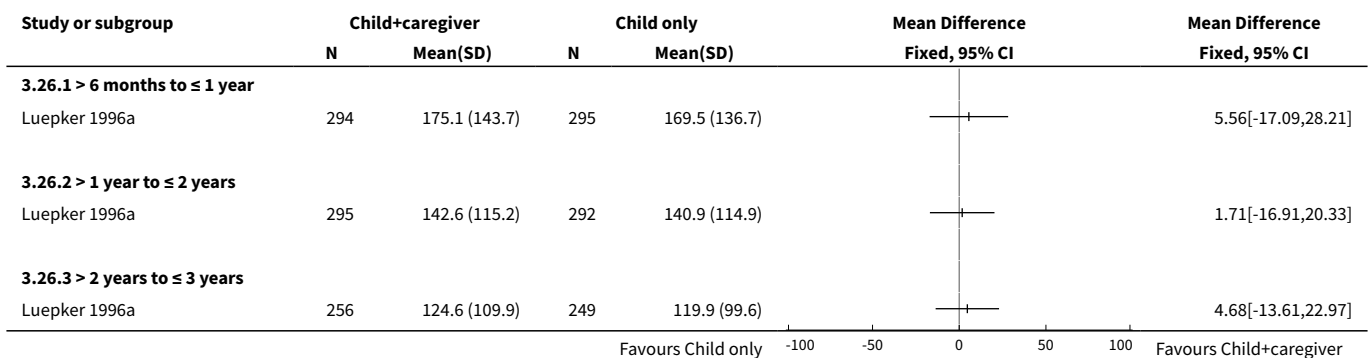 Study or subgroup Child+caregiver Child only Mean Difference Mean Difference
N Mean(SD) N Mean(SD) Fixed, 95% CI Fixed, 95% CI
3.26.1 > 6 months to ≤ 1 year
Luepker 1996a 294 175.1 (143.7) 295 169.5 (136.7) 5.56[-17.09,28.21]
3.26.2 > 1 year to ≤ 2 years
Luepker 1996a 295 142.6 (115.2) 292 140.9 (114.9) 1.71[-16.91,20.33]
3.26.3 > 2 years to ≤ 3 years
Luepker 1996a 256 124.6 (109.9) 249 119.9 (99.6) 4.68[-13.61,22.97]
Favours Child only -100 -50 0 50 100 Favours Child+caregiver